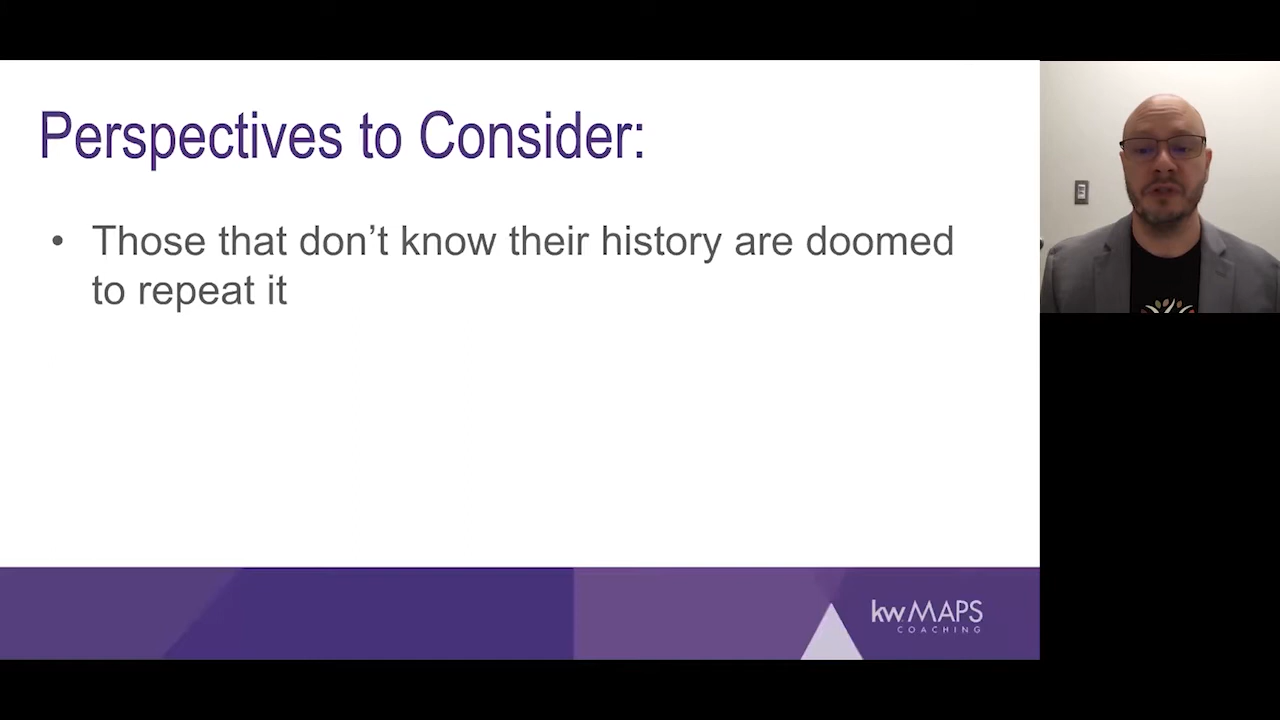 Perspectives to Consider:
• Those that don’t know their history are doomed
to repeat it
kw MAPS
COACHING